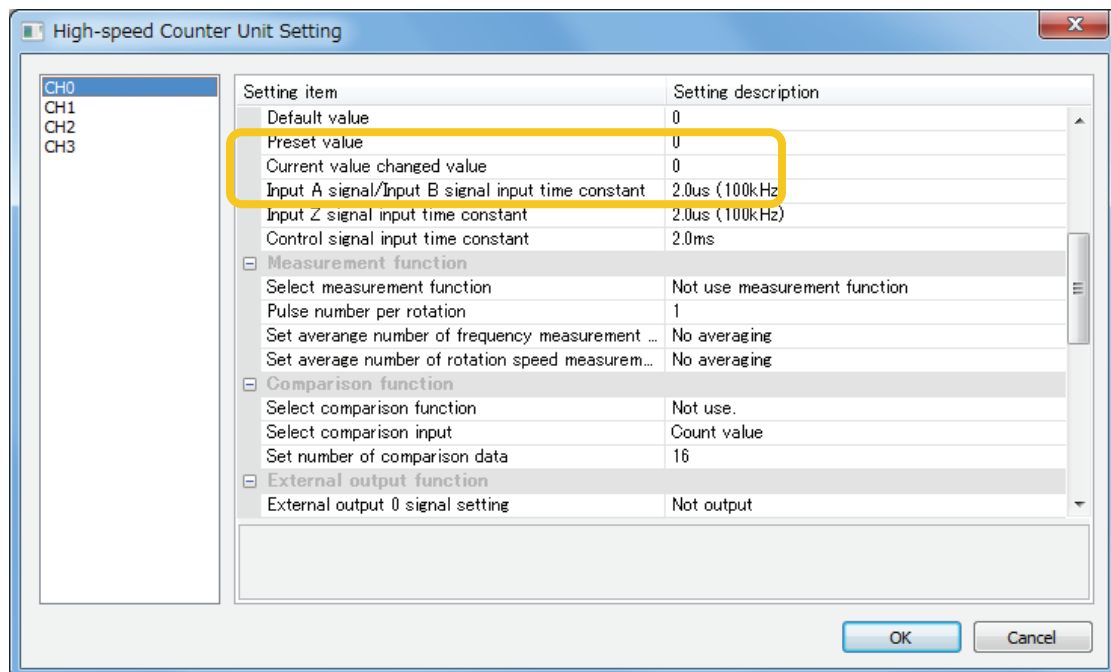 High-speed Counter Unit Setting
CH0
CH1
CH2
CH3
Setting item Setting description
Default value 0
Preset value 0
Current value changed value 0
Input A signal/Input B signal input time constant 2.0us (100kHz
Input Z signal input time constant 2.0us (100kHz)
Control signal input time constant 2.0ms
Measurement function
Select measurement function Not use measurement function
Pulse number per rotation 1
Set averange number of frequency measurement ... No averaging
Set average number of rotation speed measurem... No averaging
Comparison function
Select comparison function Not use.
Select comparison input Count value
Set number of comparison data 16
External output function
External output 0 signal setting Not output
OK Cancel